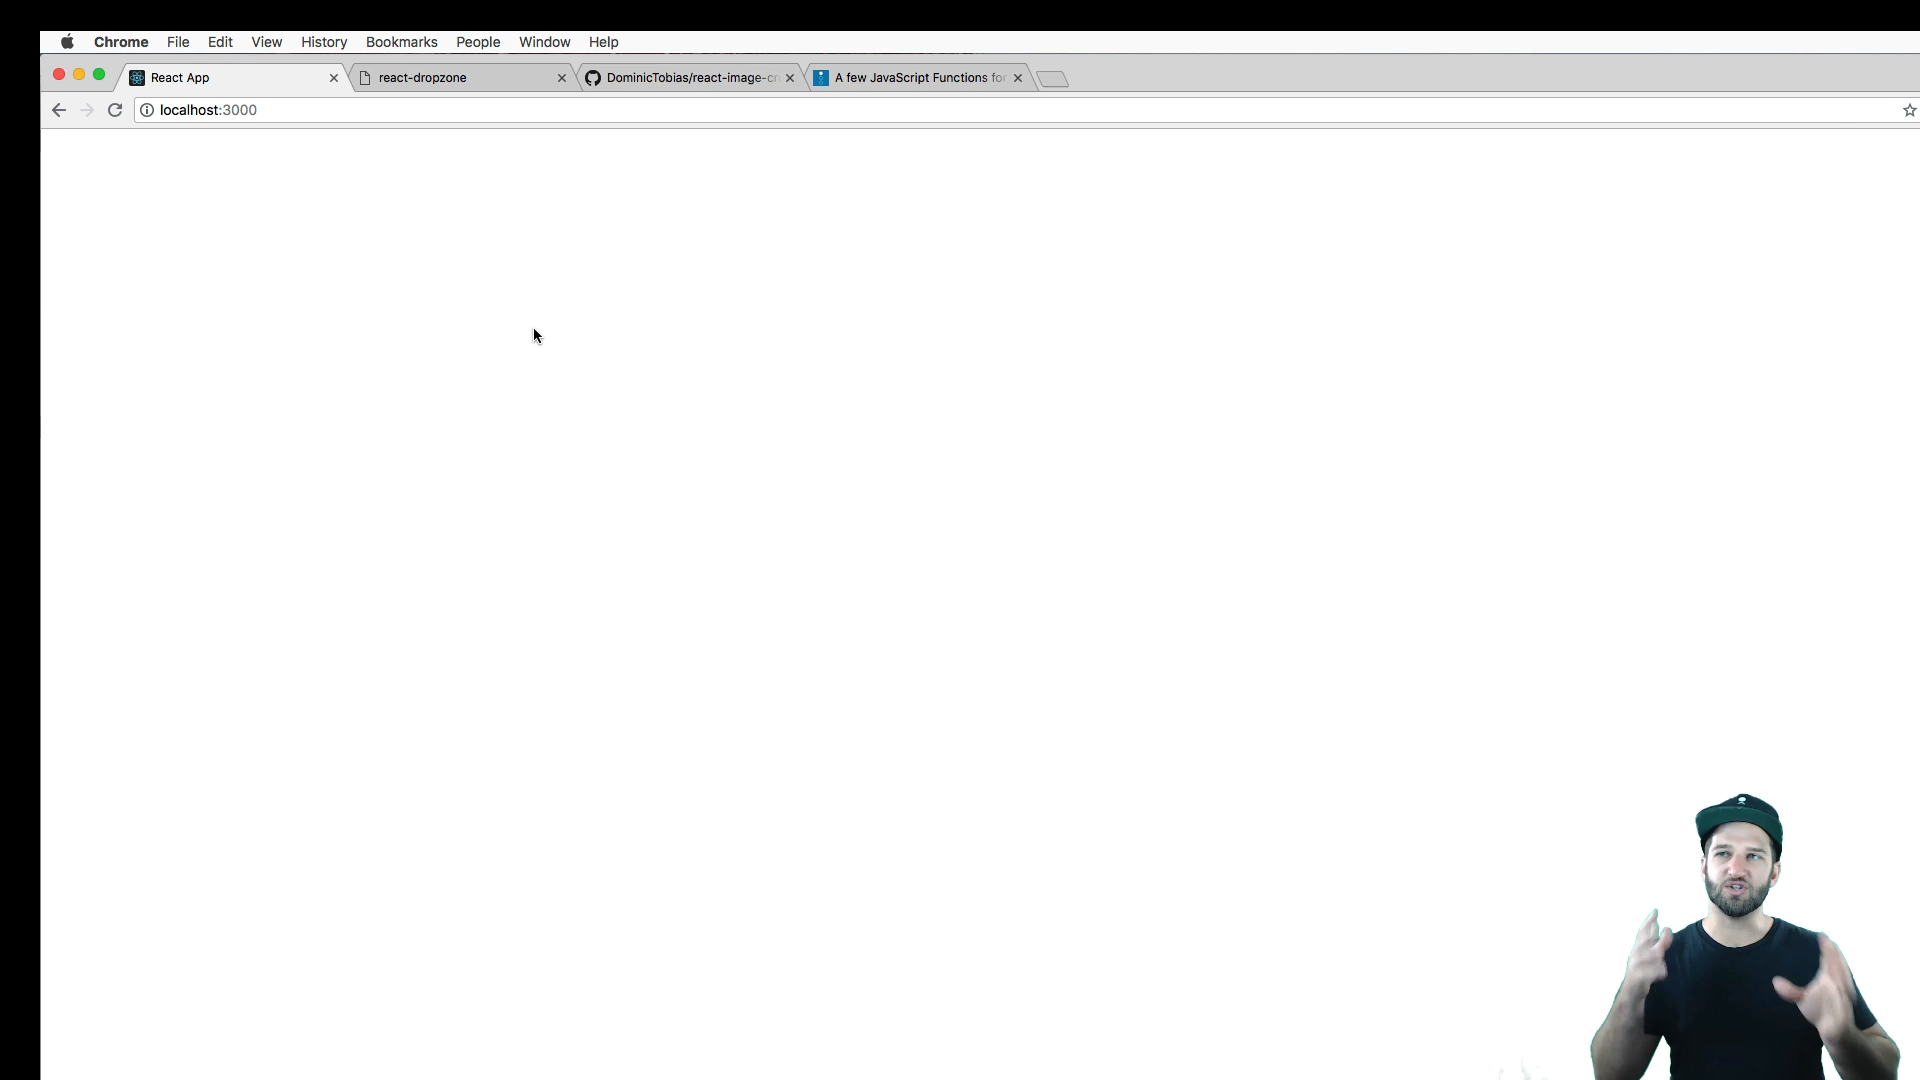 Chrome File Edit View History Bookmarks People Window Help
React App react-dropzone DominicTobias/react-image-cr A few JavaScript Functions for
localhost:3000